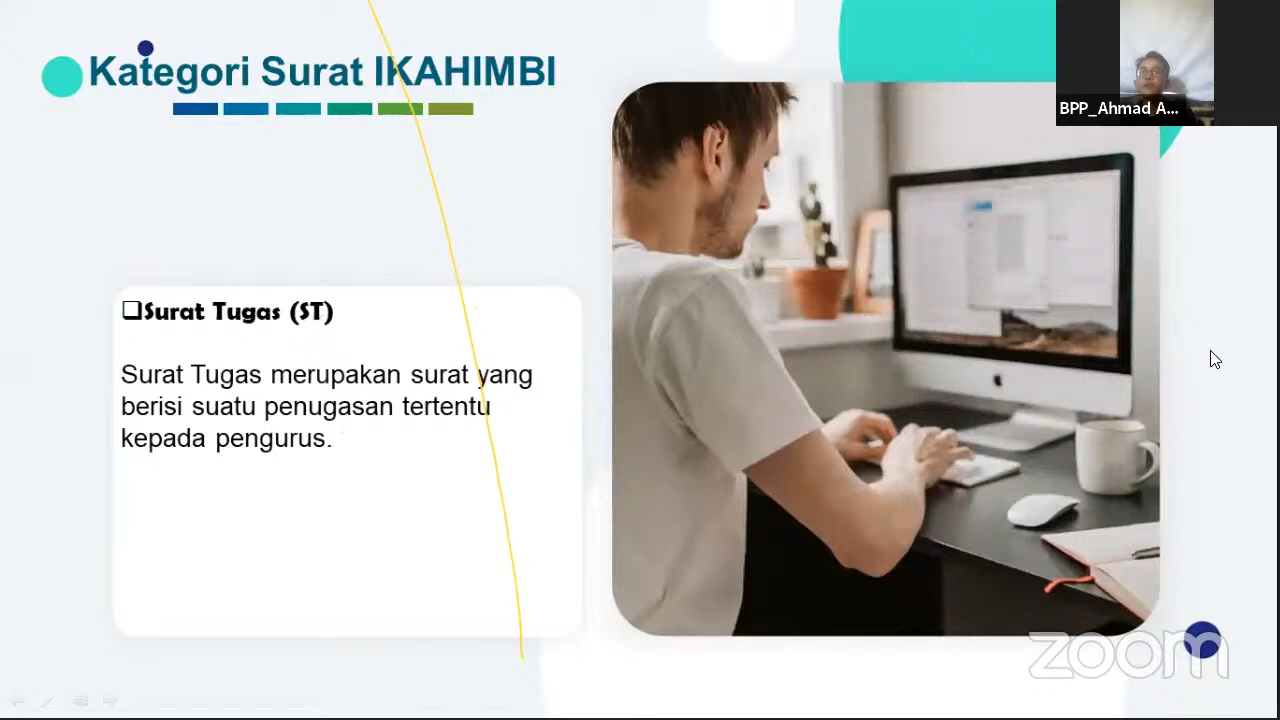 Kategori Surat IKAHIMBI
BPP_Ahmad A...
❑Surat Tugas (ST)
Surat Tugas merupakan surat yang
berisi suatu penugasan tertentu
kepada pengurus.
zoom